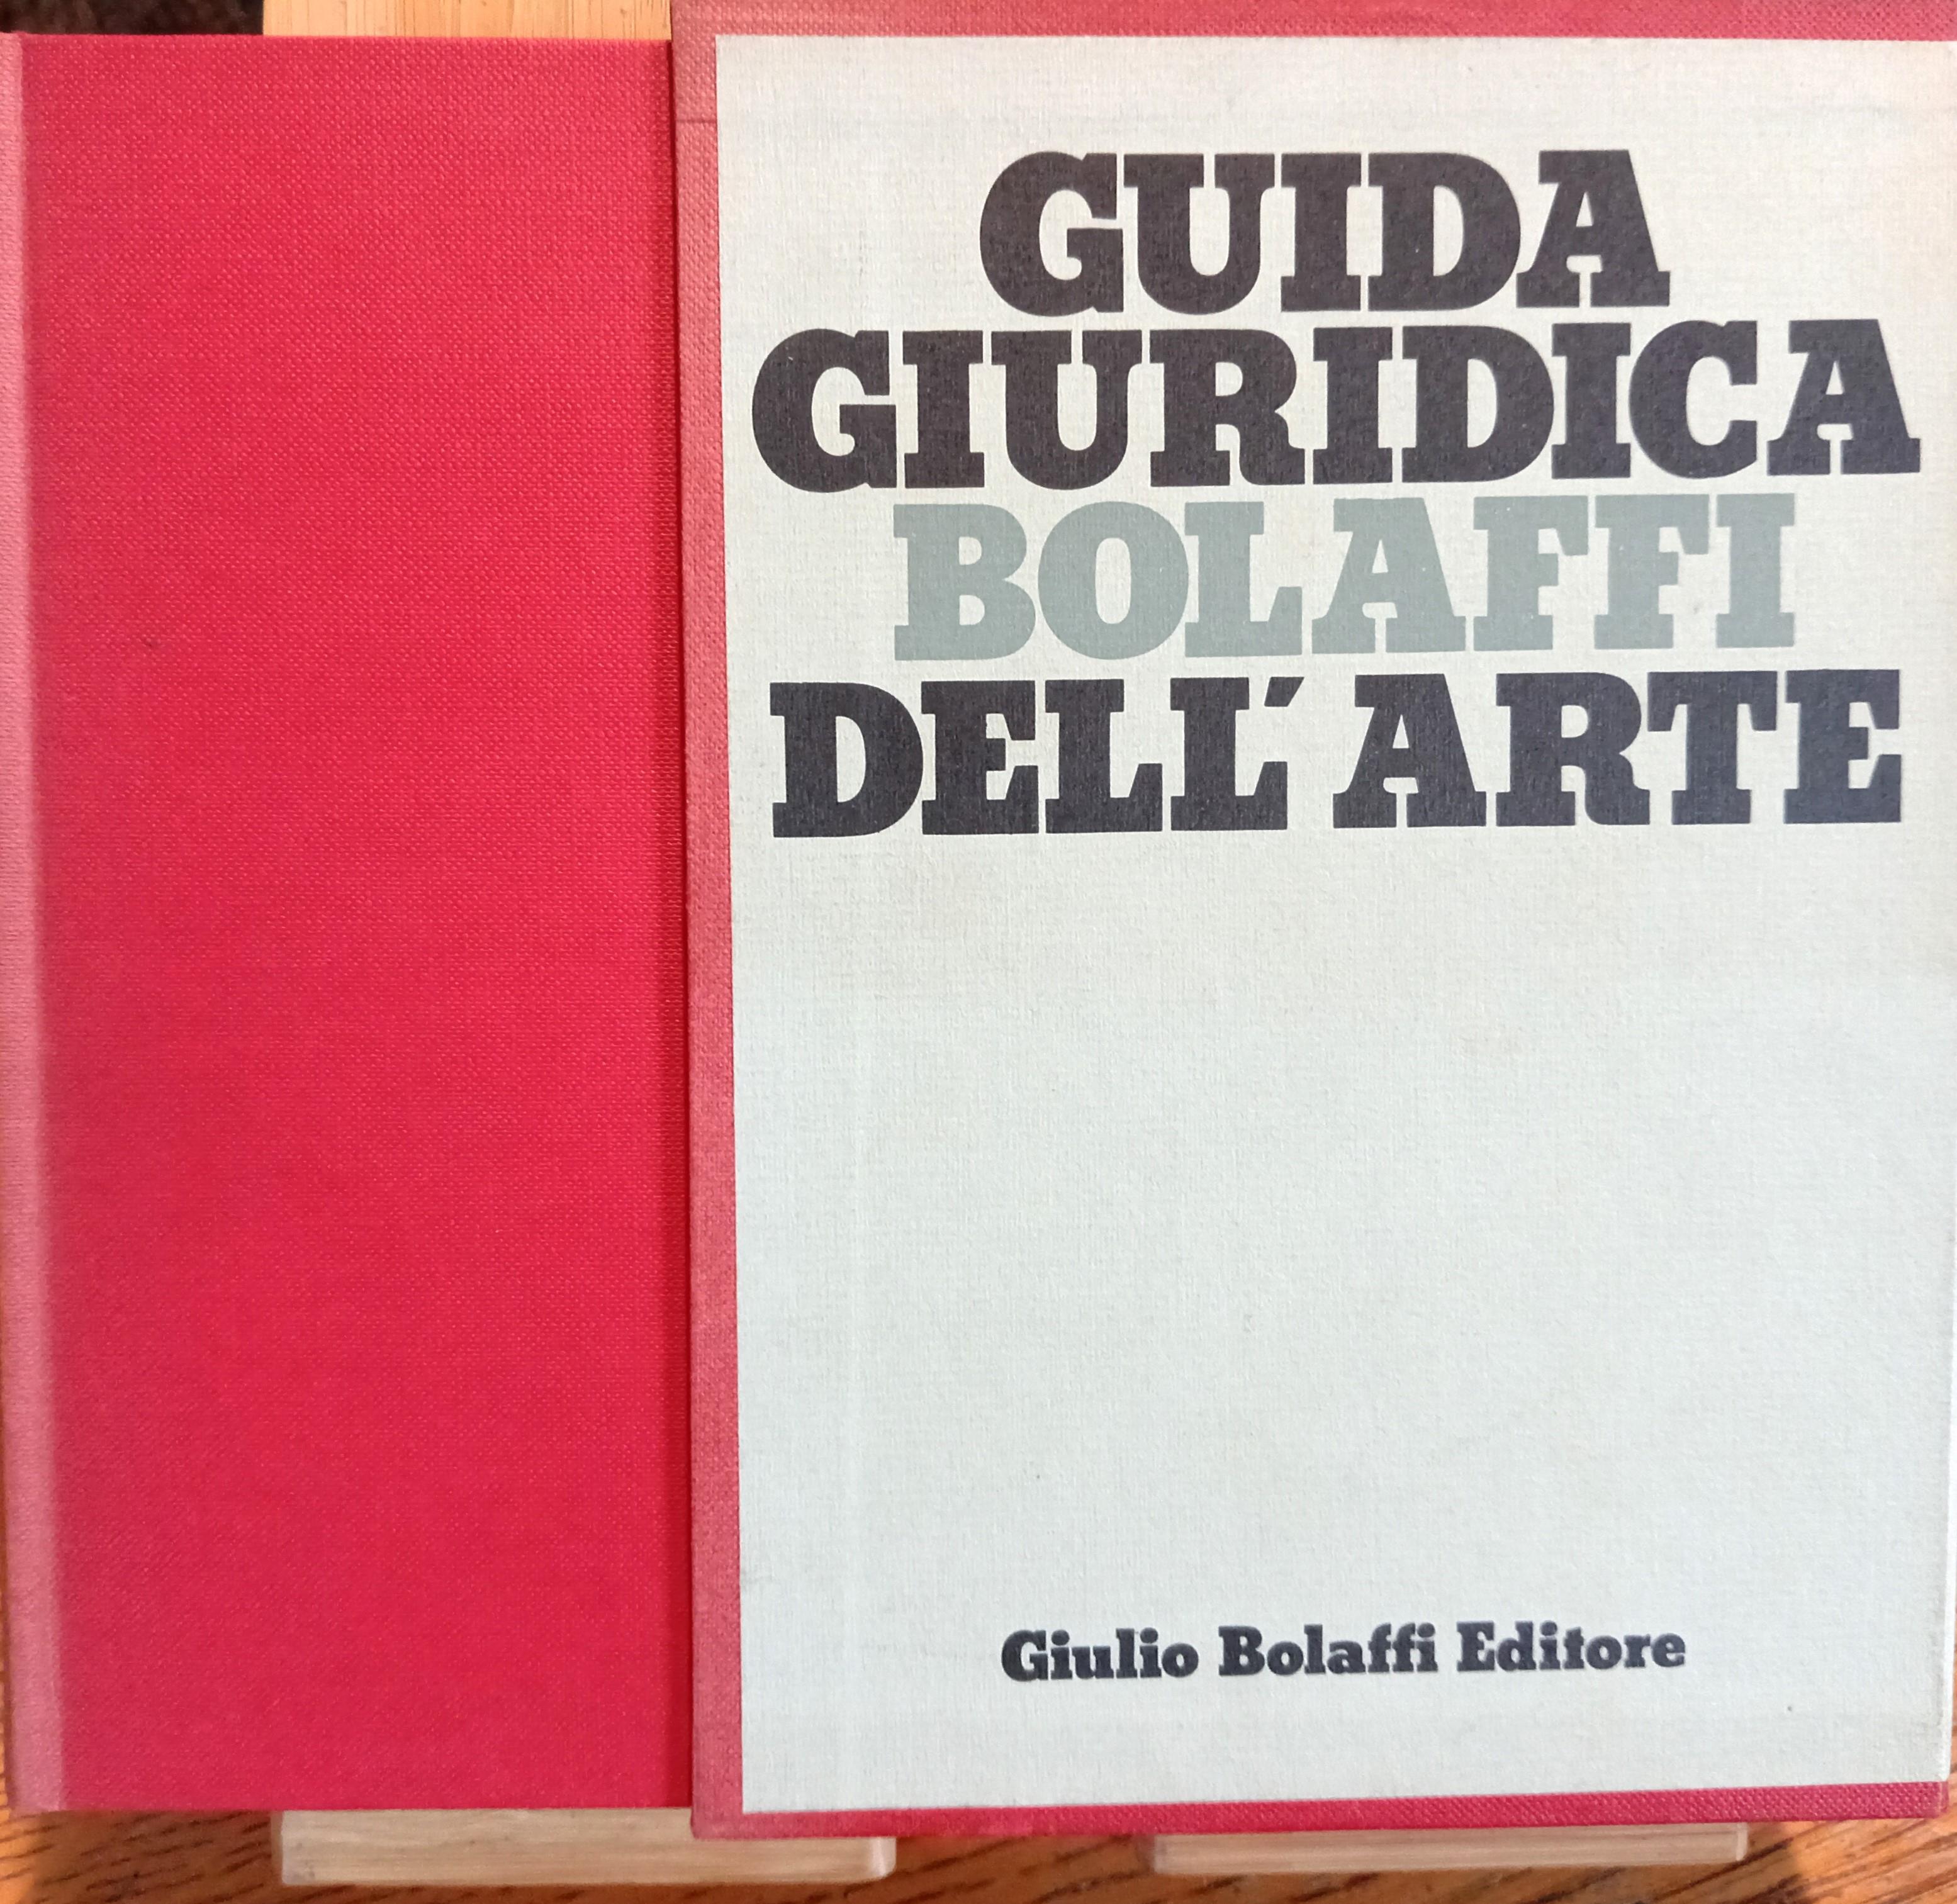 GUIDA
GIURIDICA
BOLAFFI
DELL'ARTE
Giulio Bolaffi Editore